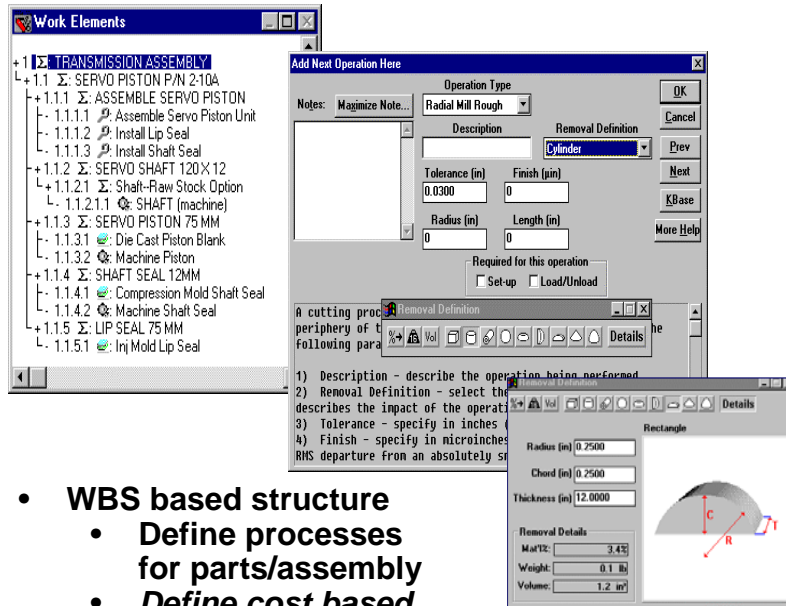 Work Elements
+ 1 Σ: TRANSMISSION ASSEMBLY
+ 1.1 Σ: SERVO PISTON P/N 2-10A
+ 1.1.1 Σ: ASSEMBLE SERVO PISTON
- 1.1.1.1 : Assemble Servo Piston Unit
- 1.1.1.2 : Install Lip Seal
- 1.1.1.3 : Install Shaft Seal
+ 1.1.2 Σ: SERVO SHAFT 120 X 12
+ 1.1.2.1 Σ: Shaft-Raw Stock Option
- 1.1.2.1.1 : SHAFT (machine)
+ 1.1.3 Σ: SERVO PISTON 75 MM
- 1.1.3.1 : Die Cast Piston Blank
- 1.1.3.2 : Machine Piston
+ 1.1.4 Σ: SHAFT SEAL 12MM
- 1.1.4.1 : Compression Mold Shaft Seal
- 1.1.4.2 : Machine Shaft Seal
+ 1.1.5 Σ: LIP SEAL 75 MM
- 1.1.5.1 : Inj Mold Lip Seal
Add Next Operation Here
Operation Type
Notes: Maximize Note... Radial Mill Rough
Description Removal Definition
Cylinder
Tolerance (in) Finish (µin)
0.0300 0
Radius (in) Length (in)
0 0
Required for this operation
Set-up Load/Unload
OK
Cancel
Prev
Next
KBase
More Help
A cutting proc
periphery of t he
following para
1) Description - describe the operation being performed
2) Removal Definition - select the
describes the impact of the operati
3) Tolerance - specify in inches (
4) Finish - specify in microinches
RMS departure from an absolutely sm
Removal Definition
%→ Vol Details
Removal Definition
%→ Vol Details
Rectangle
Radius (in) 0.2500
Chord (in) 0.2500
Thickness (in) 12.0000
Removal Details
Mat'l%: 3.4%
Weight: 0.1 lb
Volume: 1.2 in³
C
R
T
• WBS based structure
• Define processes
for parts/assembly
• Define cost based